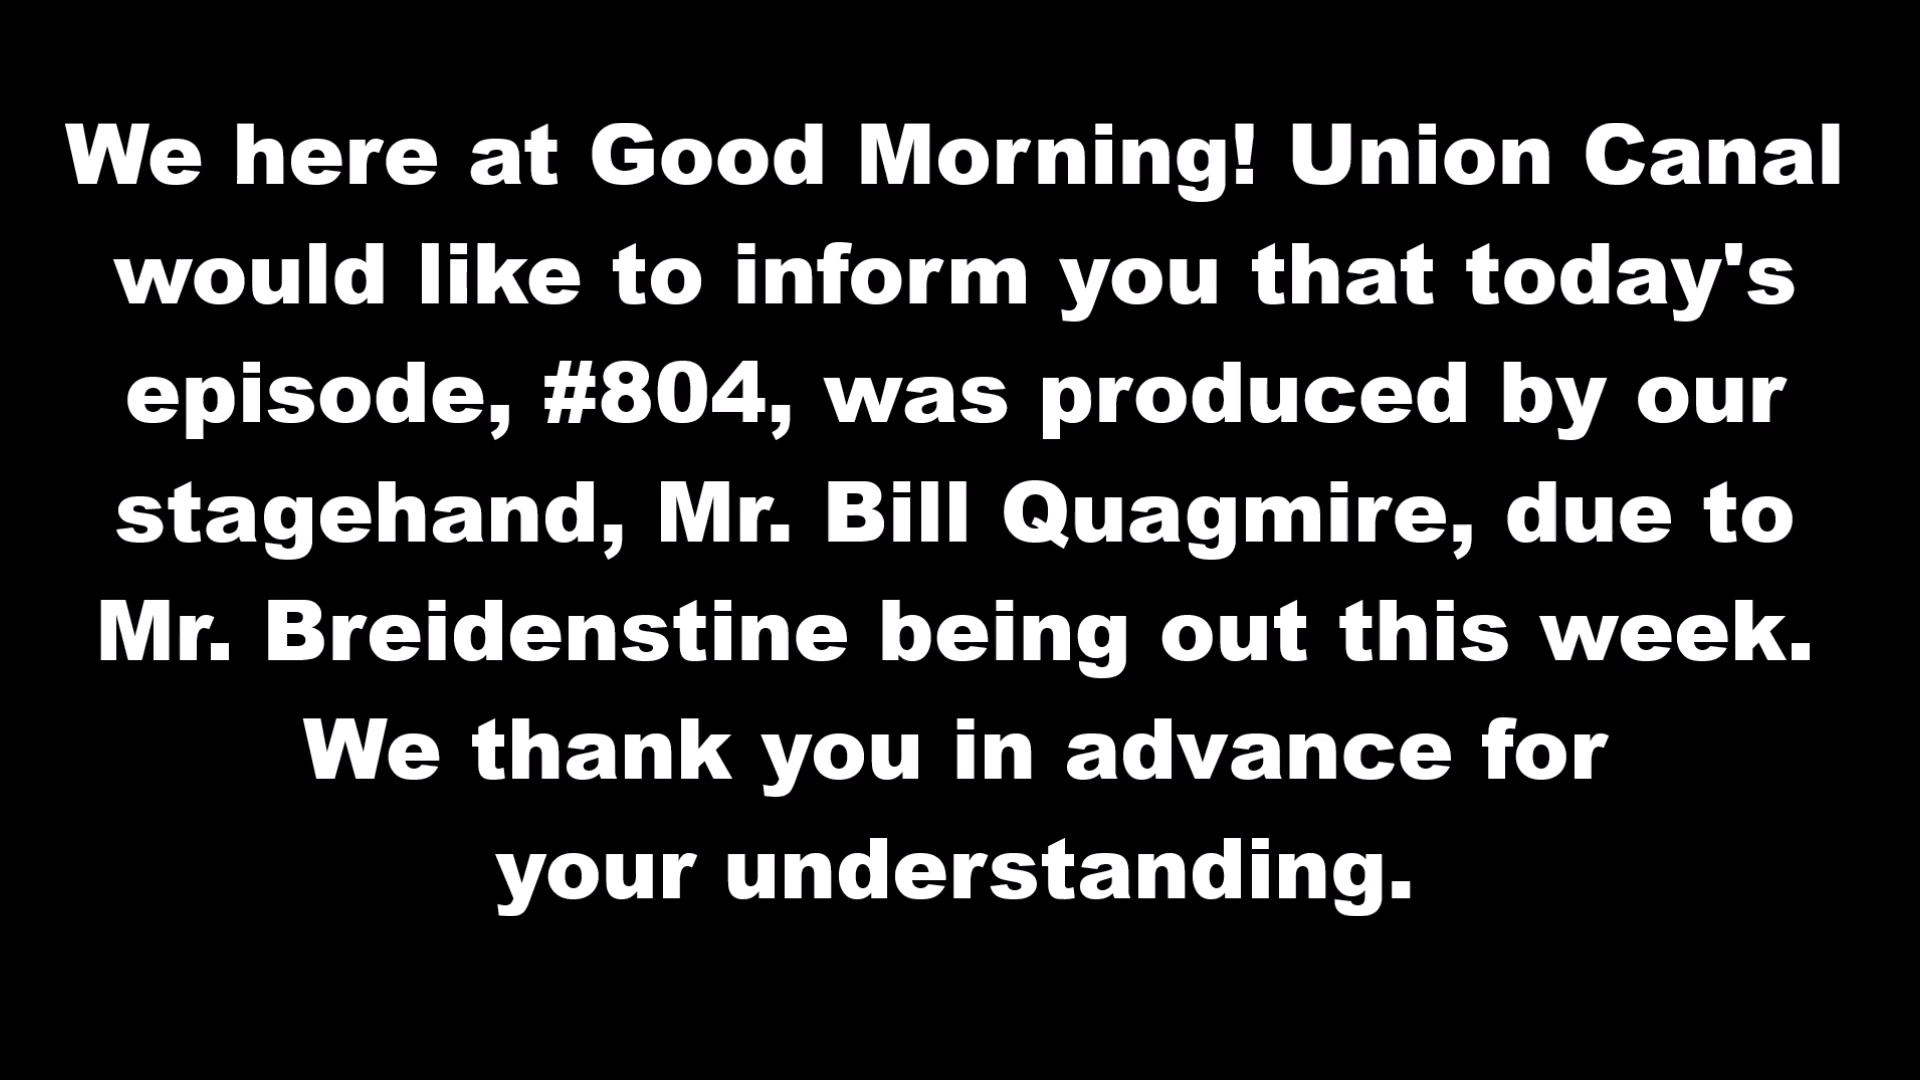 We here at Good Morning! Union Canal
would like to inform you that today's
episode, #804, was produced by our
stagehand, Mr. Bill Quagmire, due to
Mr. Breidenstine being out this week.
We thank you in advance for
your understanding.